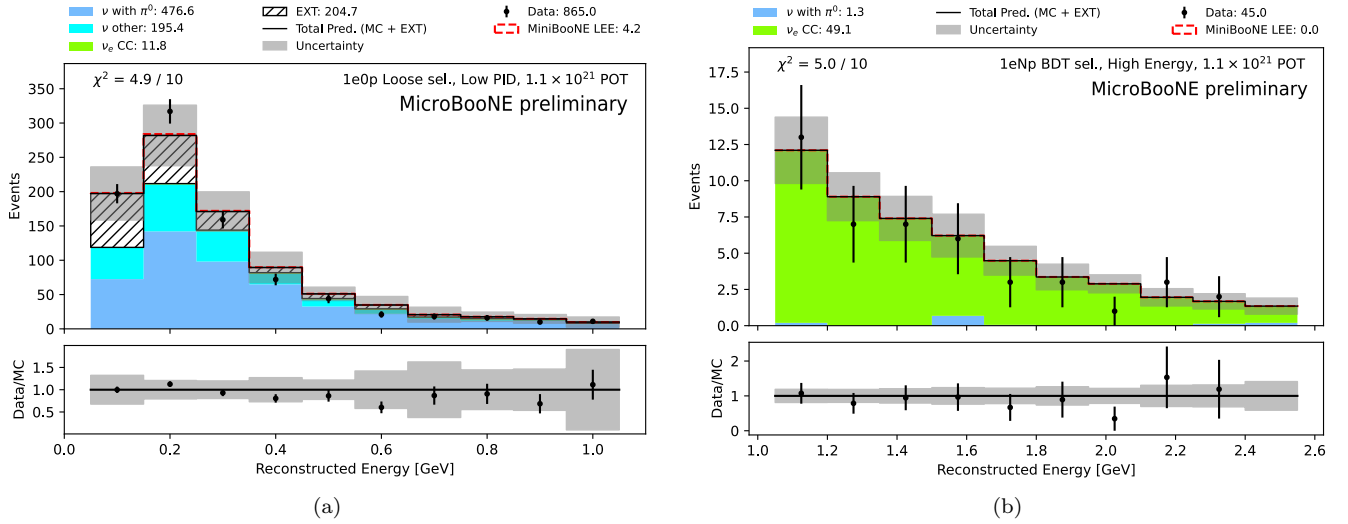 ν with π⁰: 476.6
ν other: 195.4
νₑ CC: 11.8
EXT: 204.7
Total Pred. (MC + EXT)
Uncertainty
Data: 865.0
MiniBooNE LEE: 4.2
χ² = 4.9 / 10
1e0p Loose sel., Low PID, 1.1 × 10²¹ POT
MicroBooNE preliminary
350
300
250
200
150
100
50
0
Events
1.5
1.0
0.5
Data/MC
0.0 0.2 0.4 0.6 0.8 1.0
Reconstructed Energy [GeV]
(a)
ν with π⁰: 1.3
νₑ CC: 49.1
Total Pred. (MC + EXT)
Uncertainty
Data: 45.0
MiniBooNE LEE: 0.0
χ² = 5.0 / 10
1eNp BDT sel., High Energy, 1.1 × 10²¹ POT
MicroBooNE preliminary
17.5
15.0
12.5
10.0
7.5
5.0
2.5
0.0
Events
2
1
0
Data/MC
1.0 1.2 1.4 1.6 1.8 2.0 2.2 2.4 2.6
Reconstructed Energy [GeV]
(b)